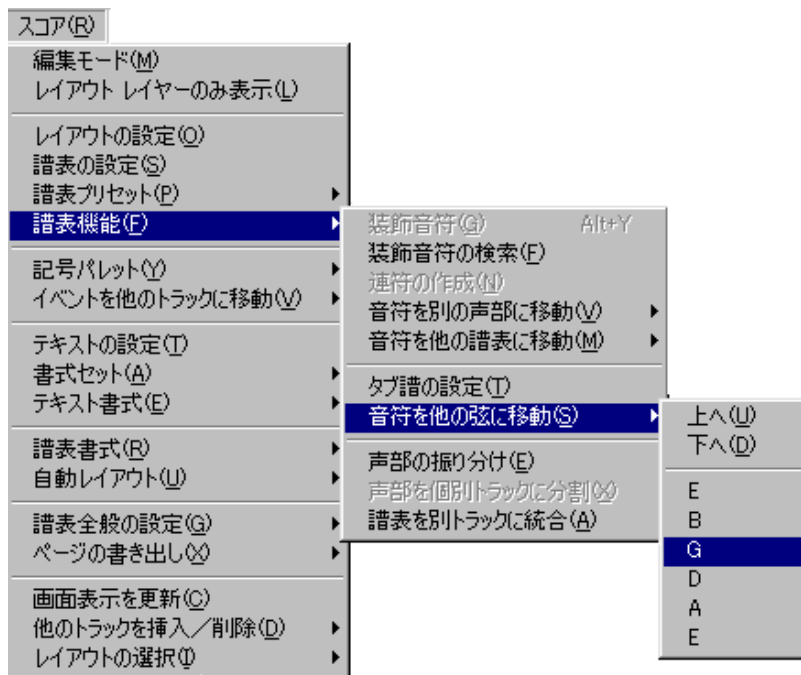 スコア(R)
編集モード(M)
レイアウト レイヤーのみ表示(L)
レイアウトの設定(O)
譜表の設定(S)
譜表プリセット(P)
譜表機能(F)
記号パレット(Y)
イベントを他のトラックに移動(V)
テキストの設定(T)
書式セット(A)
テキスト書式(E)
譜表書式(R)
自動レイアウト(U)
譜表全般の設定(G)
ページの書き出し(X)
画面表示を更新(C)
他のトラックを挿入／削除(D)
レイアウトの選択(I)
装飾音符(G) Alt+Y
装飾音符の検索(F)
連符の作成(N)
音符を別の声部に移動(V)
音符を他の譜表に移動(M)
タブ譜の設定(T)
音符を他の弦に移動(S)
声部の振り分け(E)
声部を個別トラックに分割(X)
譜表を別トラックに統合(A)
上へ(U)
下へ(D)
E
B
G
D
A
E